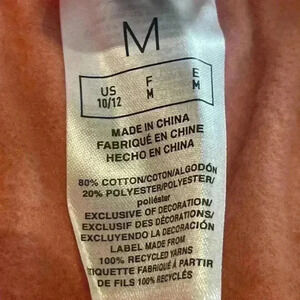 M
US F E
10/12 M M
MADE IN CHINA
FABRIQUÉ EN CHINE
HECHO EN CHINA
80% COTTON/COTON/ALGODÓN
20% POLYESTER/POLYESTER/
poliéster
EXCLUSIVE OF DECORATION/
EXCLUSIF DES DÉCORATIONS/
EXCLUYENDO LA DECORACIÓN
LABEL MADE FROM
100% RECYCLED YARNS
ETIQUETTE FABRIQUÉ À PARTIR
DE FILS 100% RECYCLÉS